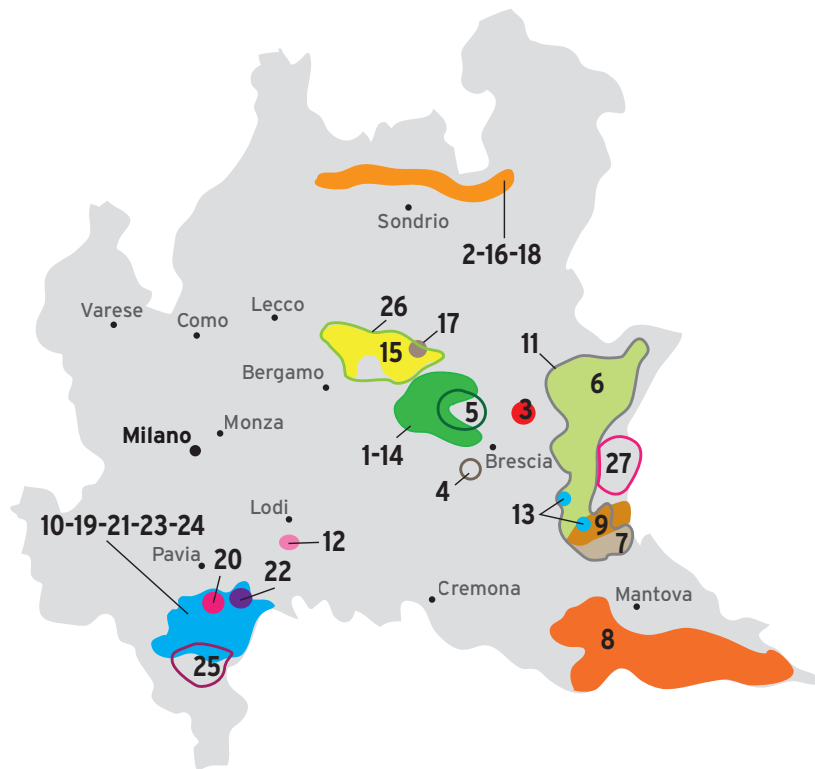 Sondrio
2-16-18
Varese
Como
Lecco
26
17
15
11
6
Bergamo
5
3
Milano
Monza
1-14
Brescia
27
4
10-19-21-23-24
Lodi
13
9
12
7
Pavia
20
22
Cremona
Mantova
8
25